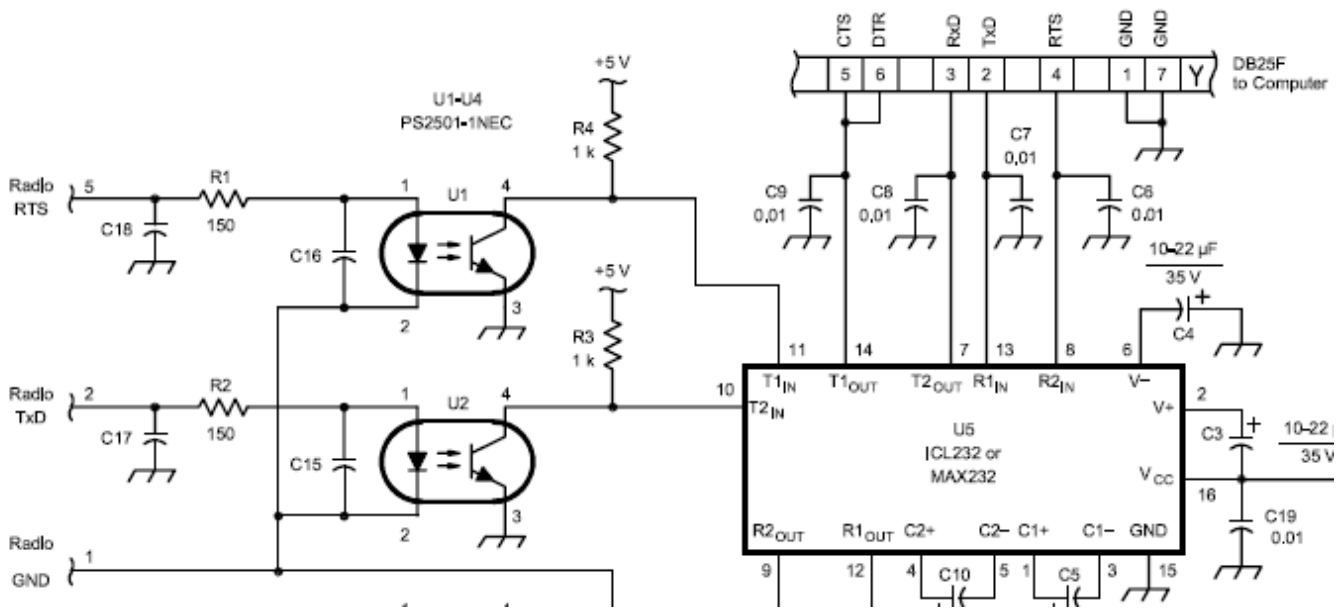 CTS
DTR
RxD
TxD
RTS
GND
GND
5
6
3
2
4
1
7
Y
DB25F
to Computer
U1-U4
PS2501-1NEC
+5 V
R4
1 k
C7
0,01
C9
0.01
C8
0,01
C6
0.01
Radio
RTS
5
R1
150
C18
C16
1
U1
4
2
3
+5 V
R3
1 k
10–22 µF
35 V
+
C4
11
14
7
13
8
6
T1IN
T1OUT
T2OUT
R1IN
R2IN
V–
10
T2IN
Radio
TxD
2
R2
150
C17
C15
1
U2
4
2
3
U5
ICL232 or
MAX232
V+
2
+
C3
10–22 µ
35 V
VCC
16
C19
0.01
R2OUT
R1OUT
C2+
C2–
C1+
C1–
GND
9
12
4
C10
5
1
C5
3
15
Radio
GND
1